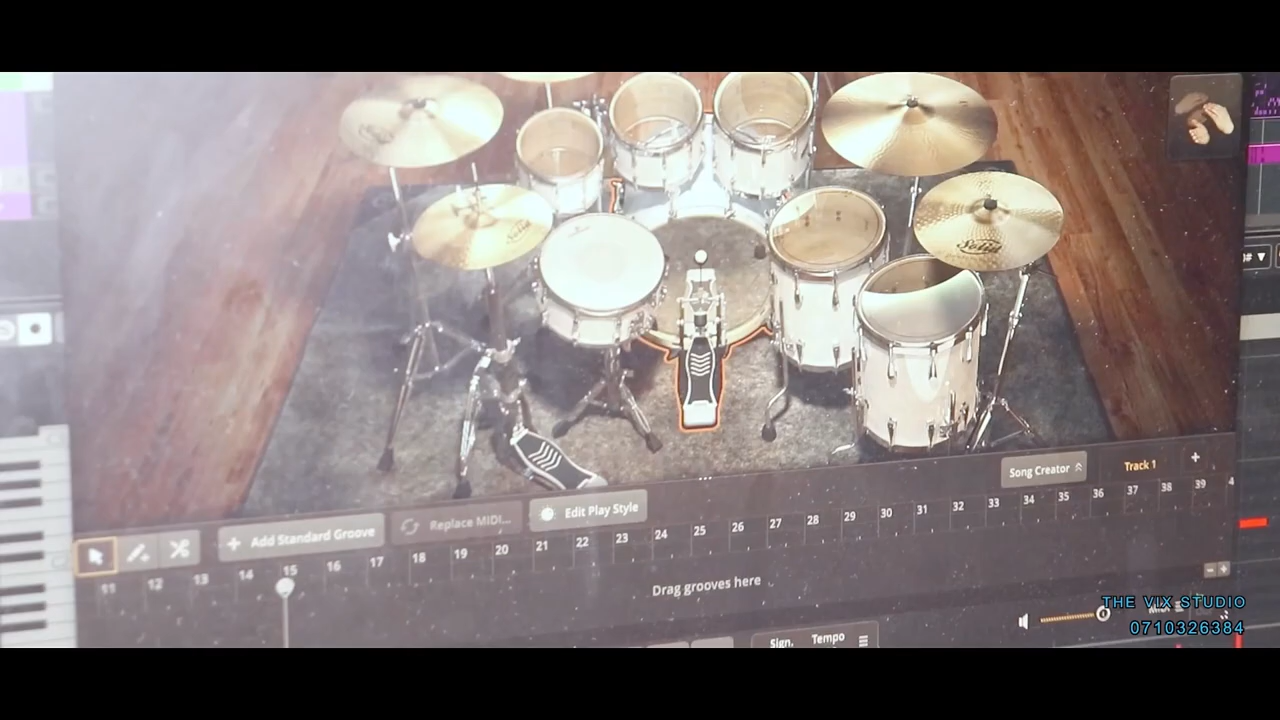 Song Creator
Track 1
Add Standard Groove
Replace MIDI...
Edit Play Style
11 12 13 14 15 16 17 18 19 20 21 22 23 24 25 26 27 28 29 30 31 32 33 34 35 36 37 38 39 4
Drag grooves here
Sign. Tempo
THE VIX STUDIO
0710326384